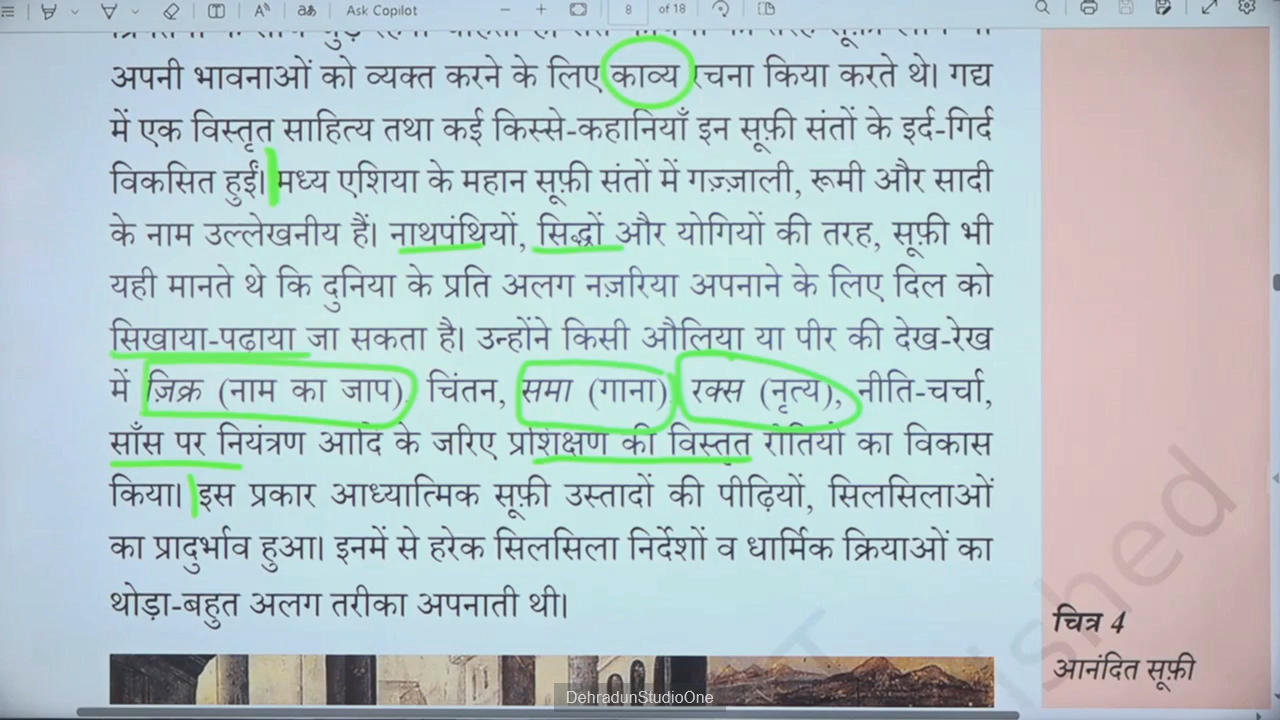 Ask Copilot
8 of 18
अपनी भावनाओं को व्यक्त करने के लिए काव्य रचना किया करते थे। गद्य
में एक विस्तृत साहित्य तथा कई किस्से-कहानियाँ इन सूफ़ी संतों के इर्द-गिर्द
विकसित हुईं। मध्य एशिया के महान सूफ़ी संतों में गज़्ज़ाली, रूमी और सादी
के नाम उल्लेखनीय हैं। नाथपंथियों, सिद्धों और योगियों की तरह, सूफ़ी भी
यही मानते थे कि दुनिया के प्रति अलग नज़रिया अपनाने के लिए दिल को
सिखाया-पढ़ाया जा सकता है। उन्होंने किसी औलिया या पीर की देख-रेख
में ज़िक्र (नाम का जाप) चिंतन, समा (गाना) रक्स (नृत्य), नीति-चर्चा,
साँस पर नियंत्रण आदि के जरिए प्रशिक्षण की विस्तृत रीतियों का विकास
किया। इस प्रकार आध्यात्मिक सूफ़ी उस्तादों की पीढ़ियों, सिलसिलाओं
का प्रादुर्भाव हुआ। इनमें से हरेक सिलसिला निर्देशों व धार्मिक क्रियाओं का
थोड़ा-बहुत अलग तरीका अपनाती थी।
चित्र 4
आनंदित सूफ़ी
DehradunStudioOne